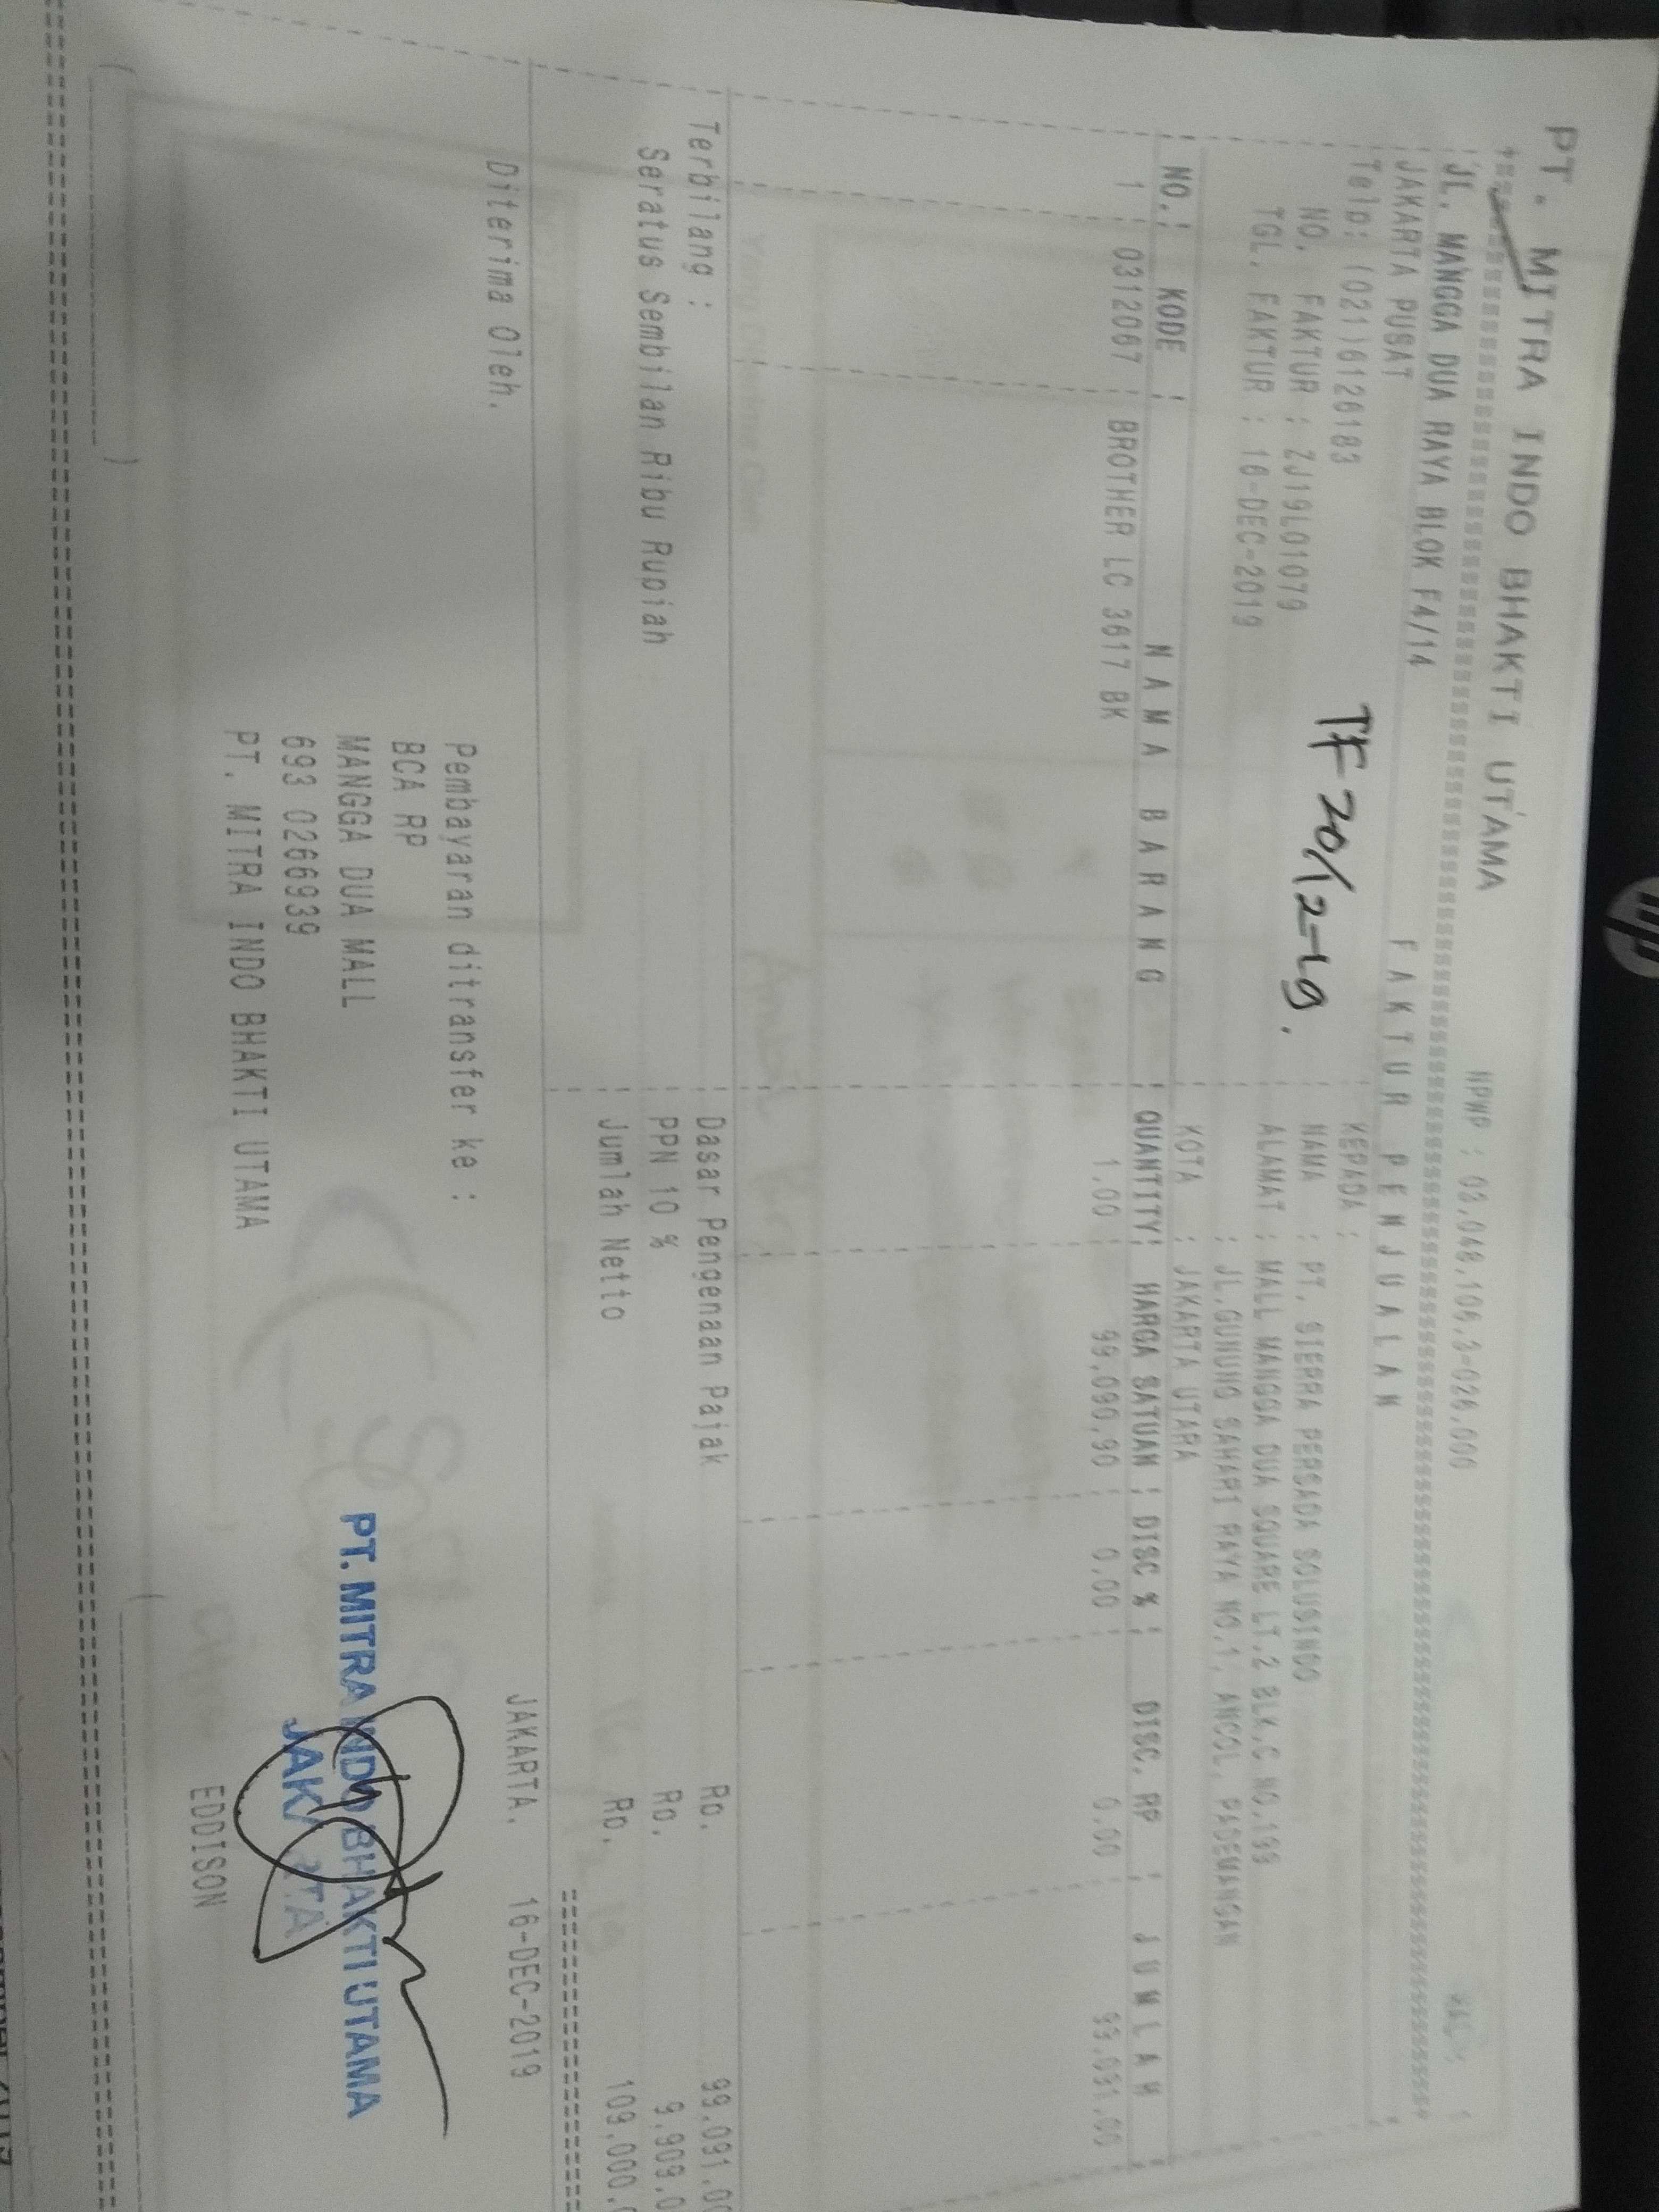 PT. MITRA INDO BHAKTI UTAMA
NPWP : 03.048.106.3-026.000
JL. MANGGA DUA RAYA BLOK F4/14
JAKARTA PUSAT
FAKTUR PENJUALAN
Telp: (021)6126183
KEPADA :
NO. FAKTUR : ZJ19L01079
TF 20/12-19.
NAMA : PT. SIERRA PERSADA SOLUSINDO
TGL. FAKTUR : 16-DEC-2019
ALAMAT : MALL MANGGA DUA SQUARE LT.2 BLK.C NO.199
: JL.GUNUNG SAHARI RAYA NO.1, ANCOL, PADEMANGAN
KOTA : JAKARTA UTARA
NO. KODE NAMA BARANG QUANTITY HARGA SATUAN DISC % DISC. RP JUMLAH
1 0312067 BROTHER LC 3617 BK 1.00 99,090.90 0.00 0.00 99,091.00
Terbilang :
Seratus Sembilan Ribu Rupiah
Dasar Pengenaan Pajak Rp. 99,091.00
PPN 10 % Rp. 9,909.0
Jumlah Netto Rp. 109,000.0
Diterima Oleh,
Pembayaran ditransfer ke :
BCA RP
MANGGA DUA MALL
693 0266939
PT. MITRA INDO BHAKTI UTAMA
JAKARTA, 16-DEC-2019
PT. MITRA INDO BHAKTI UTAMA
JAKARTA
EDDISON
hp